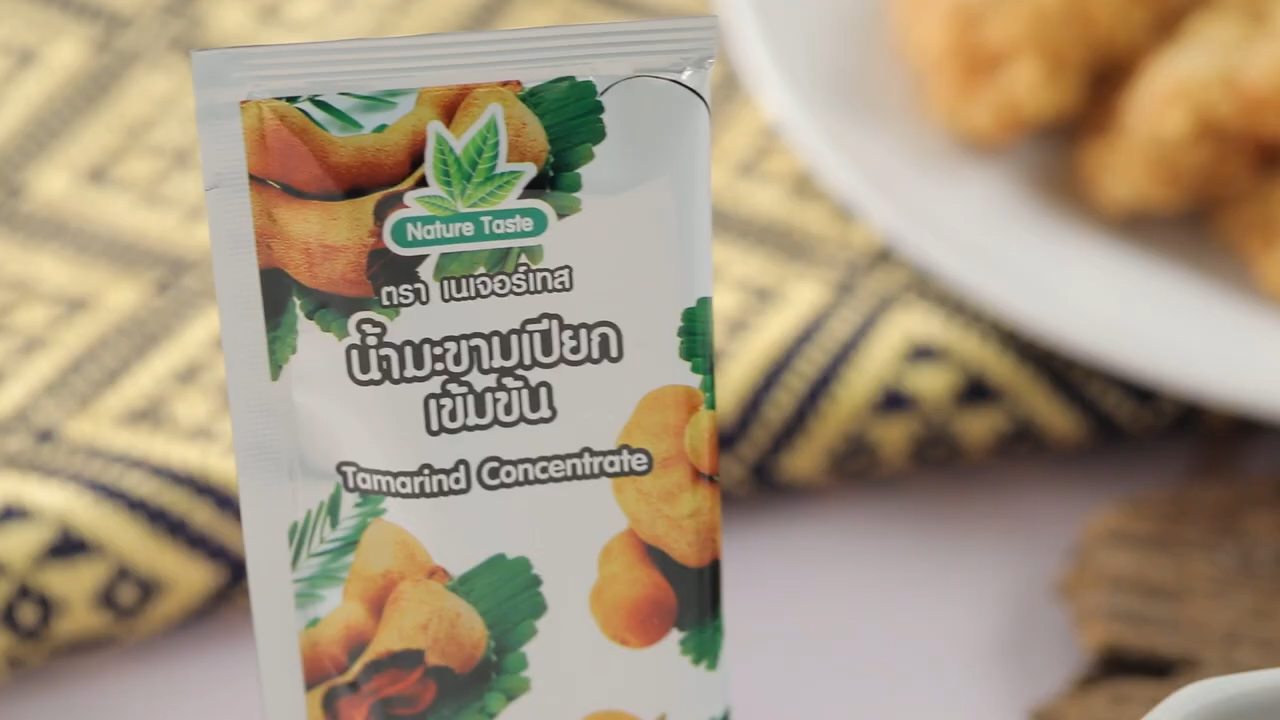 Nature Taste
ตรา เนเจอร์เทส
น้ำมะขามเปียก
เข้มข้น
Tamarind Concentrate